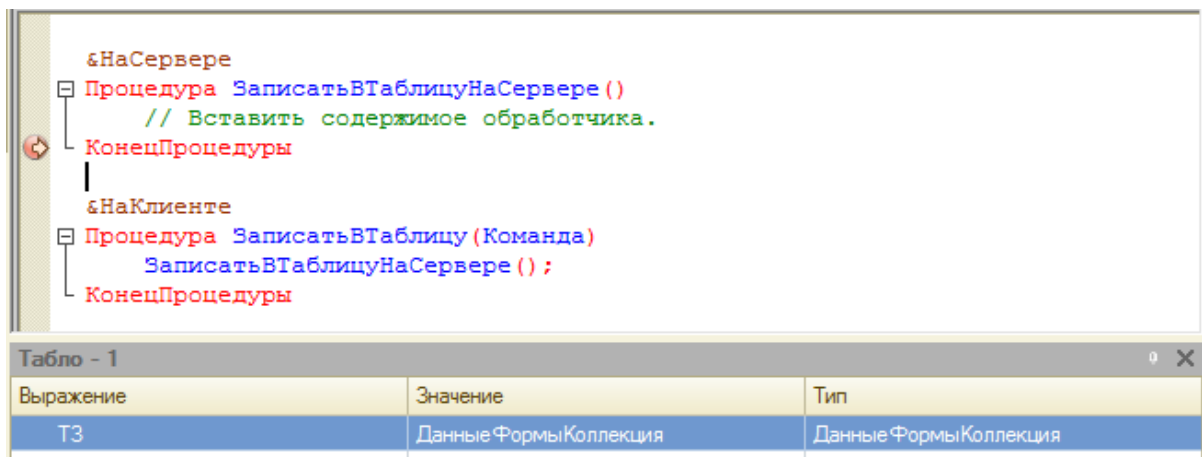 &НаСервере
Процедура ЗаписатьВТаблицуНаСервере()
// Вставить содержимое обработчика.
КонецПроцедуры
&НаКлиенте
Процедура ЗаписатьВТаблицу(Команда)
ЗаписатьВТаблицуНаСервере();
КонецПроцедуры
Табло - 1
Выражение Значение Тип
ТЗ ДанныеФормыКоллекция ДанныеФормыКоллекция